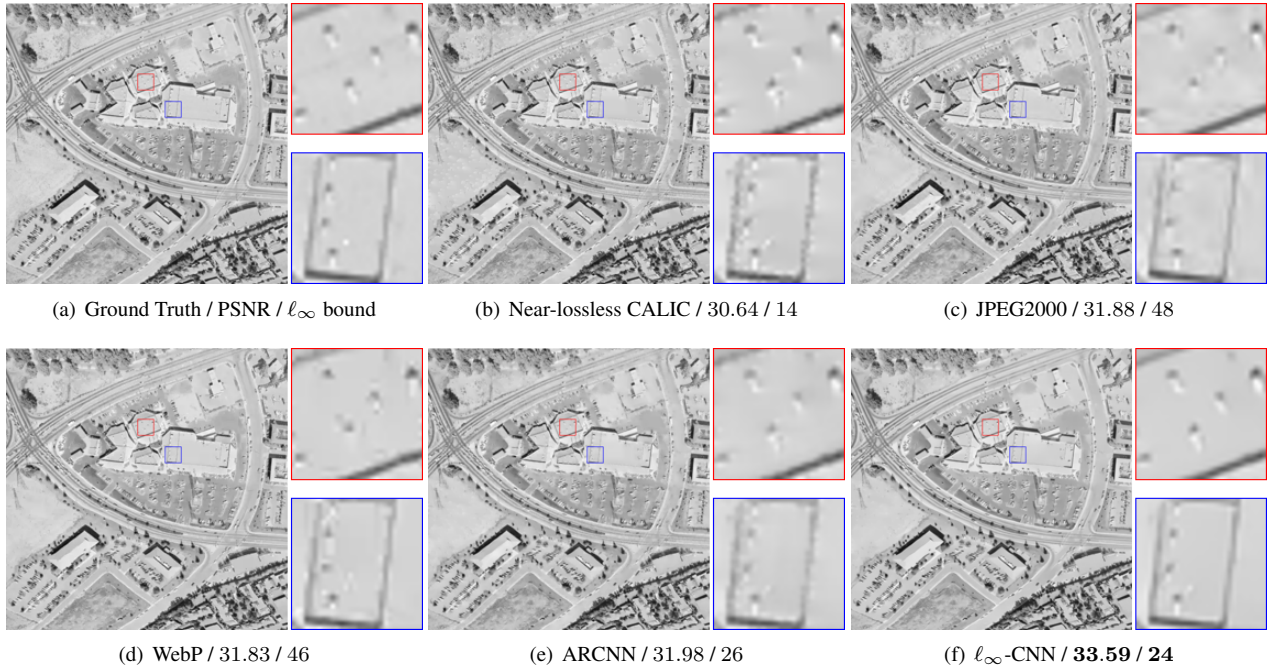 (a) Ground Truth / PSNR / ℓ∞ bound
(b) Near-lossless CALIC / 30.64 / 14
(c) JPEG2000 / 31.88 / 48
(d) WebP / 31.83 / 46
(e) ARCNN / 31.98 / 26
(f) ℓ∞-CNN / 33.59 / 24